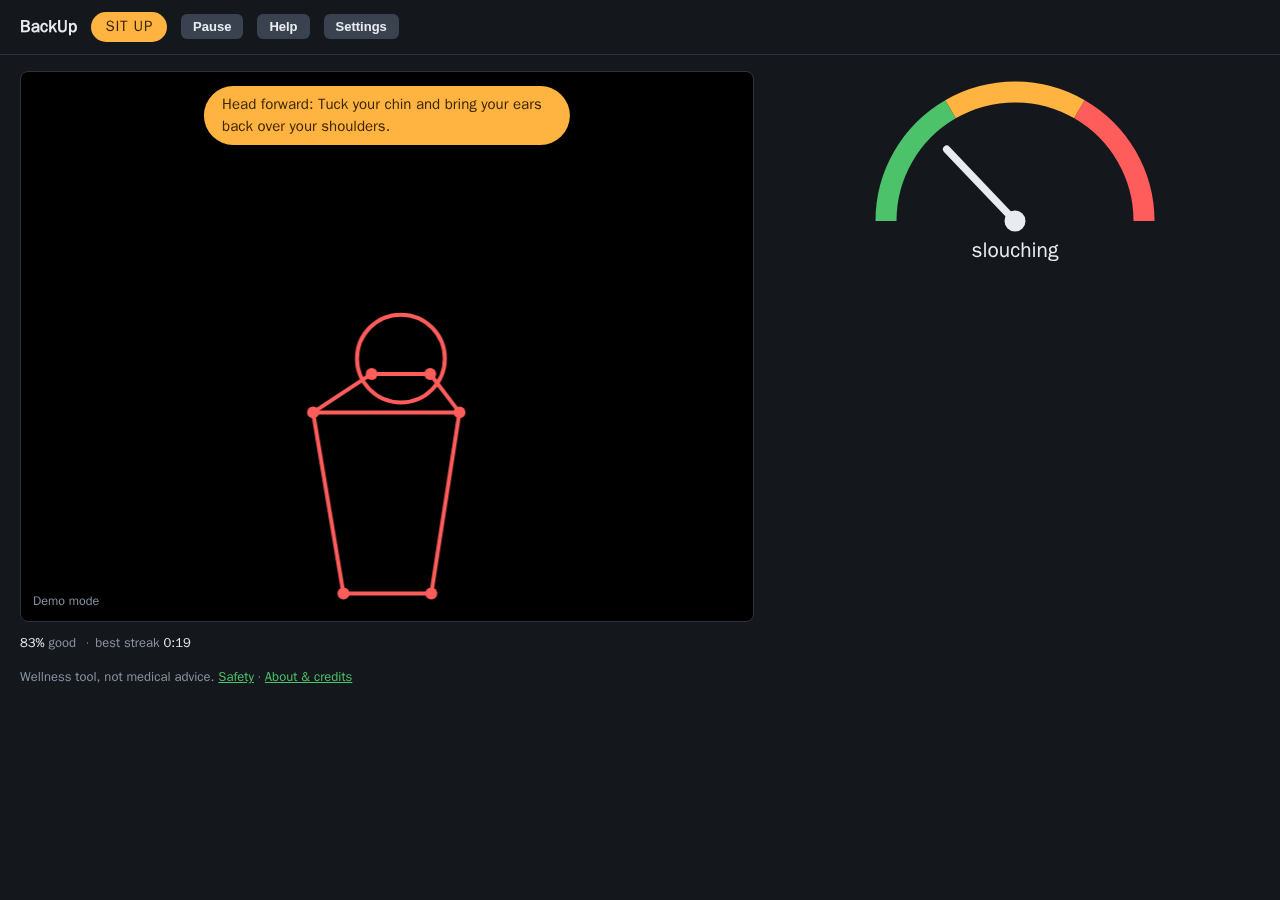 BackUp SIT UP Pause Help Settings
Head forward: Tuck your chin and bring your ears
back over your shoulders.
slouching
Demo mode
83% good · best streak 0:19
Wellness tool, not medical advice. Safety · About & credits